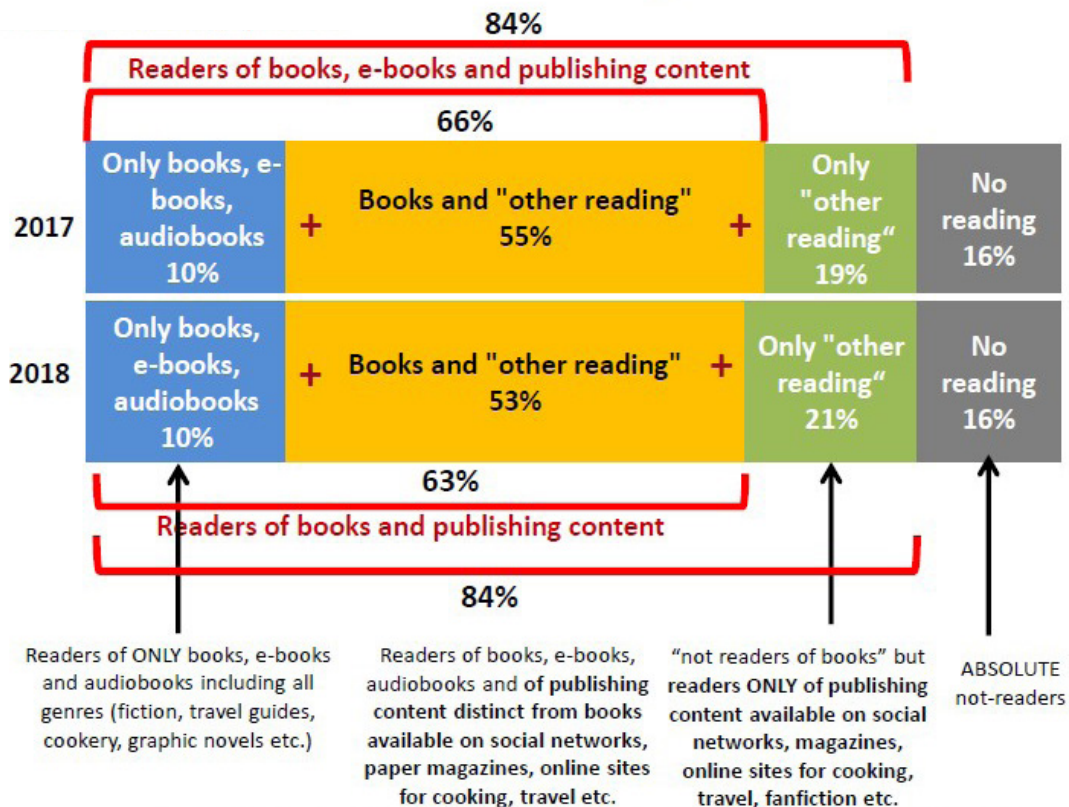 84%
Readers of books, e-books and publishing content
66%
2017
Only books, e-
books,
audiobooks
10%
+
Books and "other reading"
55%
+
Only
"other
reading“
19%
No
reading
16%
2018
Only books,
e-books,
audiobooks
10%
+
Books and "other reading"
53%
+
Only "other
reading“
21%
No
reading
16%
63%
Readers of books and publishing content
84%
Readers of ONLY books, e-books
and audiobooks including all
genres (fiction, travel guides,
cookery, graphic novels etc.)
Readers of books, e-books,
audiobooks and of publishing
content distinct from books
available on social networks,
paper magazines, online sites
for cooking, travel etc.
“not readers of books” but
readers ONLY of publishing
content available on social
networks, magazines,
online sites for cooking,
travel, fanfiction etc.
ABSOLUTE
not-readers